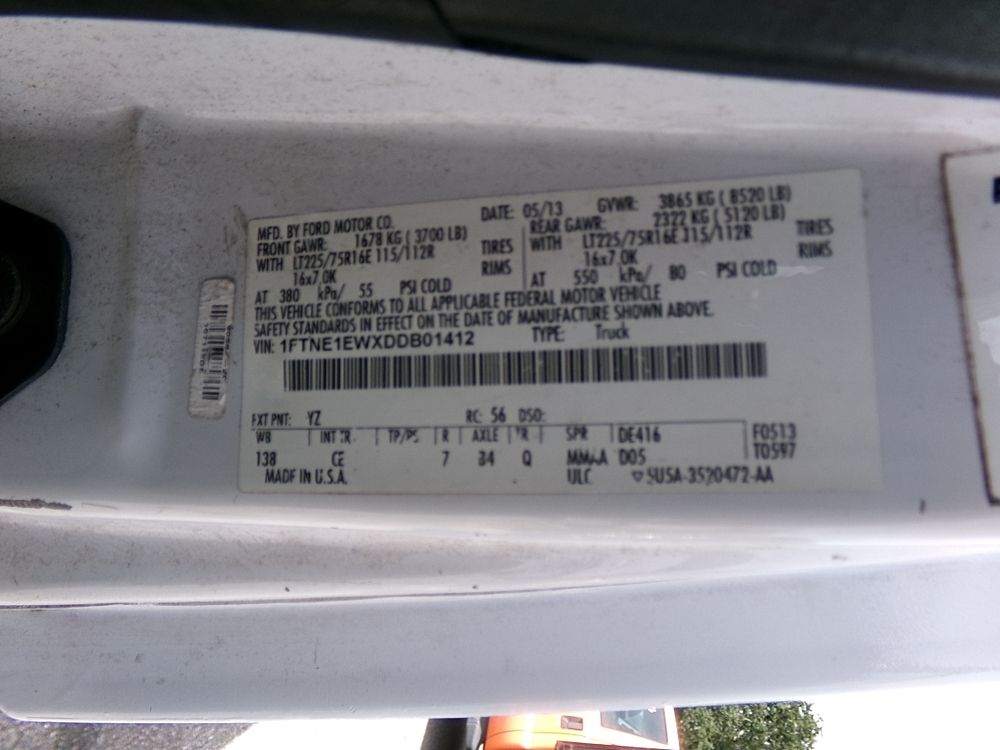 MFD. BY FORD MOTOR CO.
DATE: 05/13 GVWR: 3865 KG ( 8520 LB)
FRONT GAWR: 1678 KG ( 3700 LB)
REAR GAWR: 2322 KG ( 5120 LB)
WITH LT225/75R16E 115/112R TIRES
WITH LT225/75R16E 115/112R TIRES
16x7.0K RIMS
16x7.0K RIMS
AT 380 kPa/ 55 PSI COLD
AT 550 kPa/ 80 PSI COLD
THIS VEHICLE CONFORMS TO ALL APPLICABLE FEDERAL MOTOR VEHICLE
SAFETY STANDARDS IN EFFECT ON THE DATE OF MANUFACTURE SHOWN ABOVE.
VIN: 1FTNE1EWXDDB01412 TYPE: Truck
EXT PNT: YZ RC: 56 DSO:
WB INT TR TP/PS R AXLE TR SPR DE416 F0513
138 CE 7 34 Q D05 T0597
MADE IN U.S.A. ULC 5U5A-3520472-AA